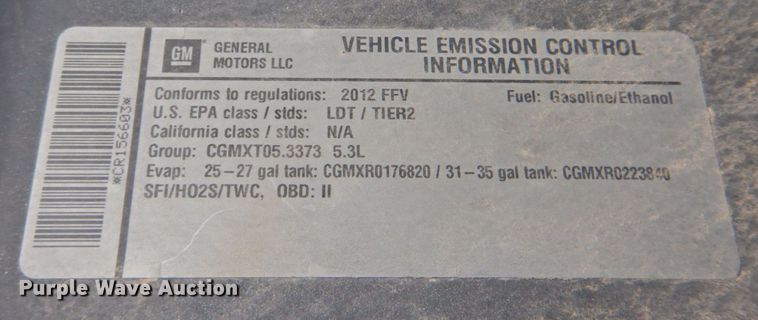 GM
GENERAL MOTORS LLC
VEHICLE EMISSION CONTROL
INFORMATION
Conforms to regulations: 2012 FFV Fuel: Gasoline/Ethanol
U.S. EPA class / stds: LDT / TIER2
California class / stds: N/A
Group: CGMXT05.3373 5.3L
Evap: 25-27 gal tank: CGMXR0176820 / 31-35 gal tank: CGMXR0223840
SFI/HO2S/TWC, OBD: II
*CR156603*
Purple Wave Auction